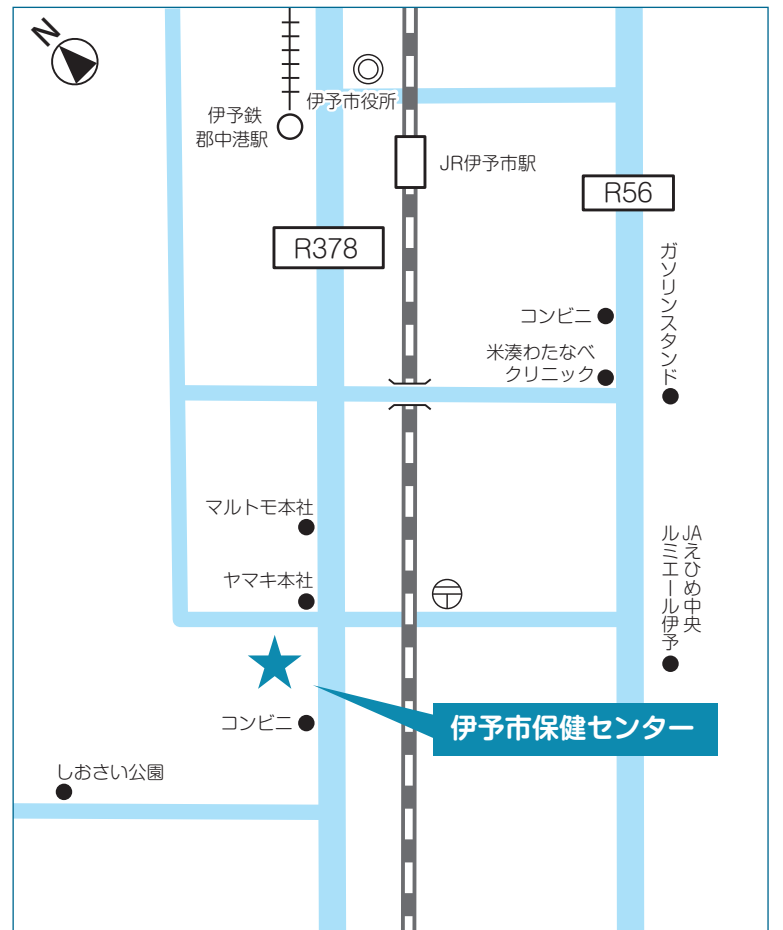 N
伊予市役所
伊予鉄
郡中港駅
JR伊予市駅
R56
R378
ガソリンスタンド
コンビニ
米湊わたなべ
クリニック
マルトモ本社
JAえひめ中央
ルミエール伊予
ヤマキ本社
伊予市保健センター
コンビニ
しおさい公園